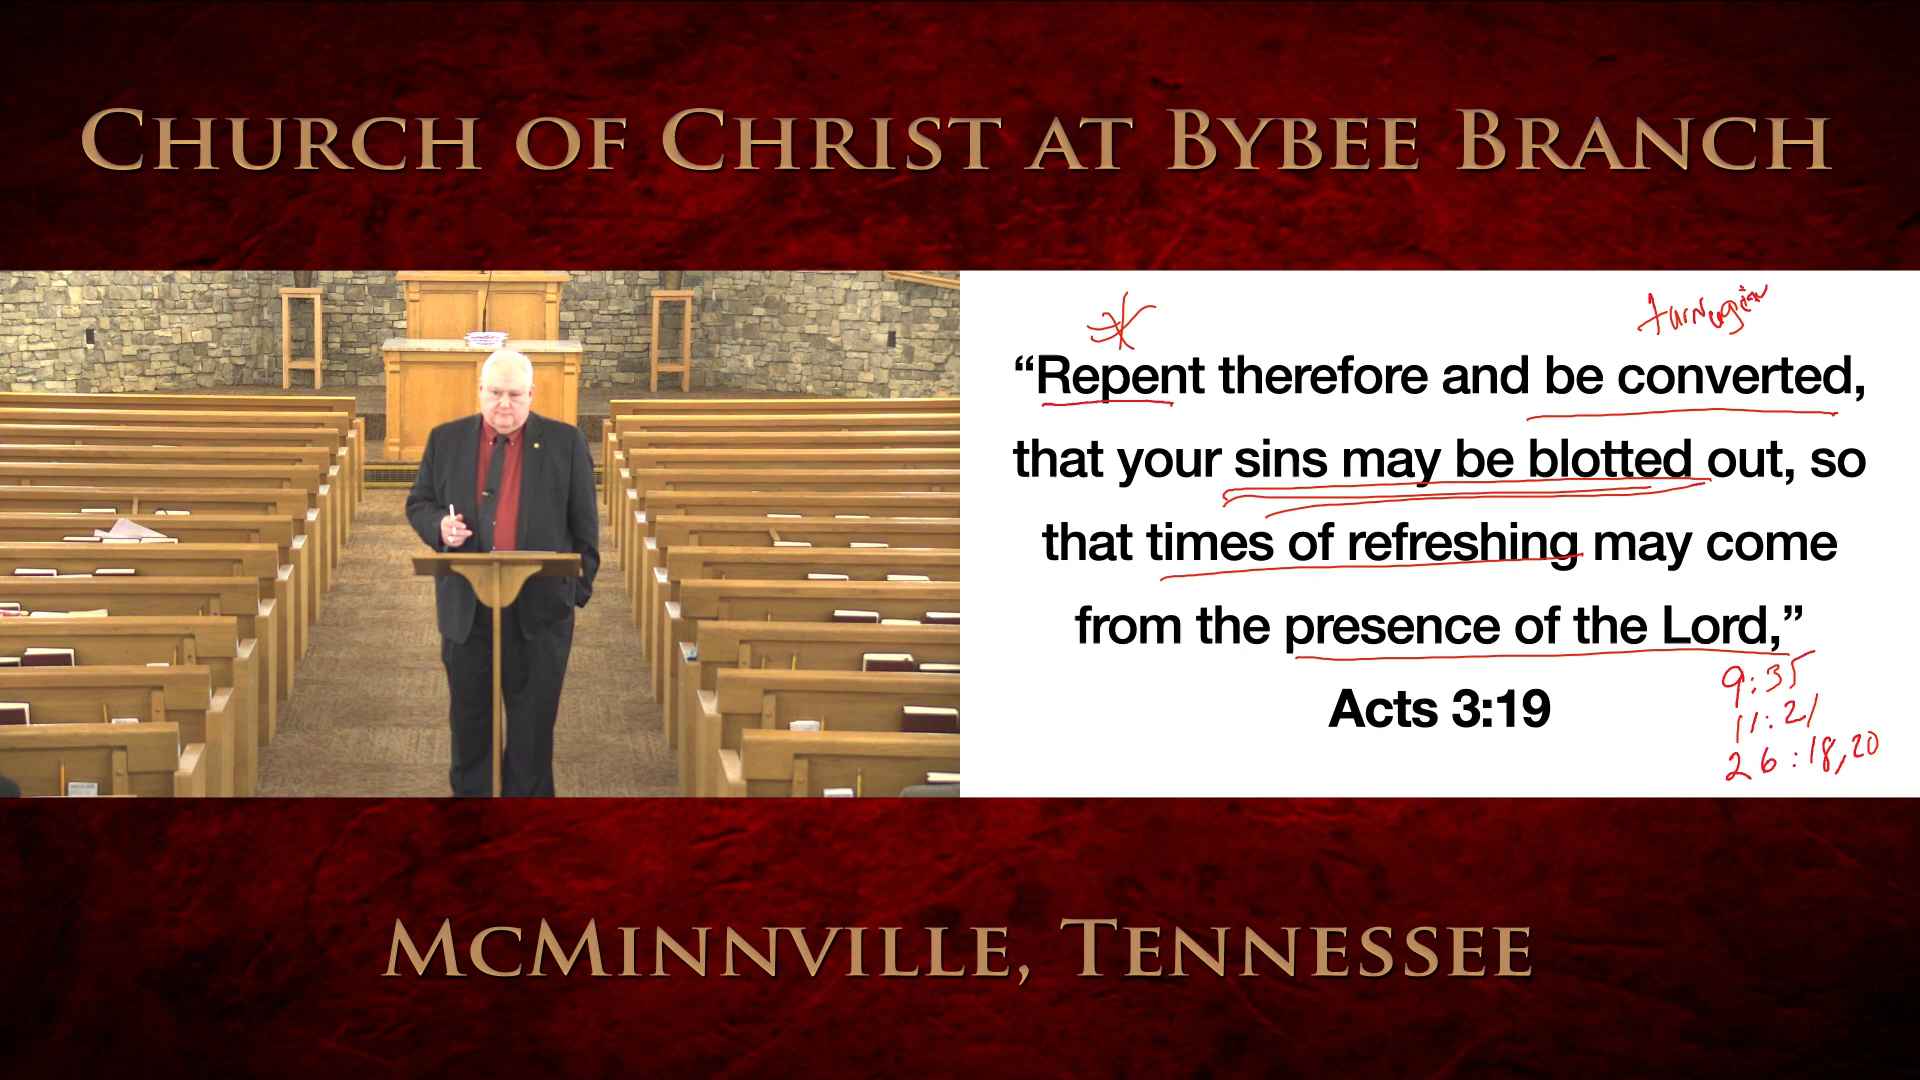 CHURCH OF CHRIST AT BYBEE BRANCH
turn again
“Repent therefore and be converted,
that your sins may be blotted out, so
that times of refreshing may come
from the presence of the Lord,”
9:35
Acts 3:19
11:21
26:18,20
MCMINNVILLE, TENNESSEE